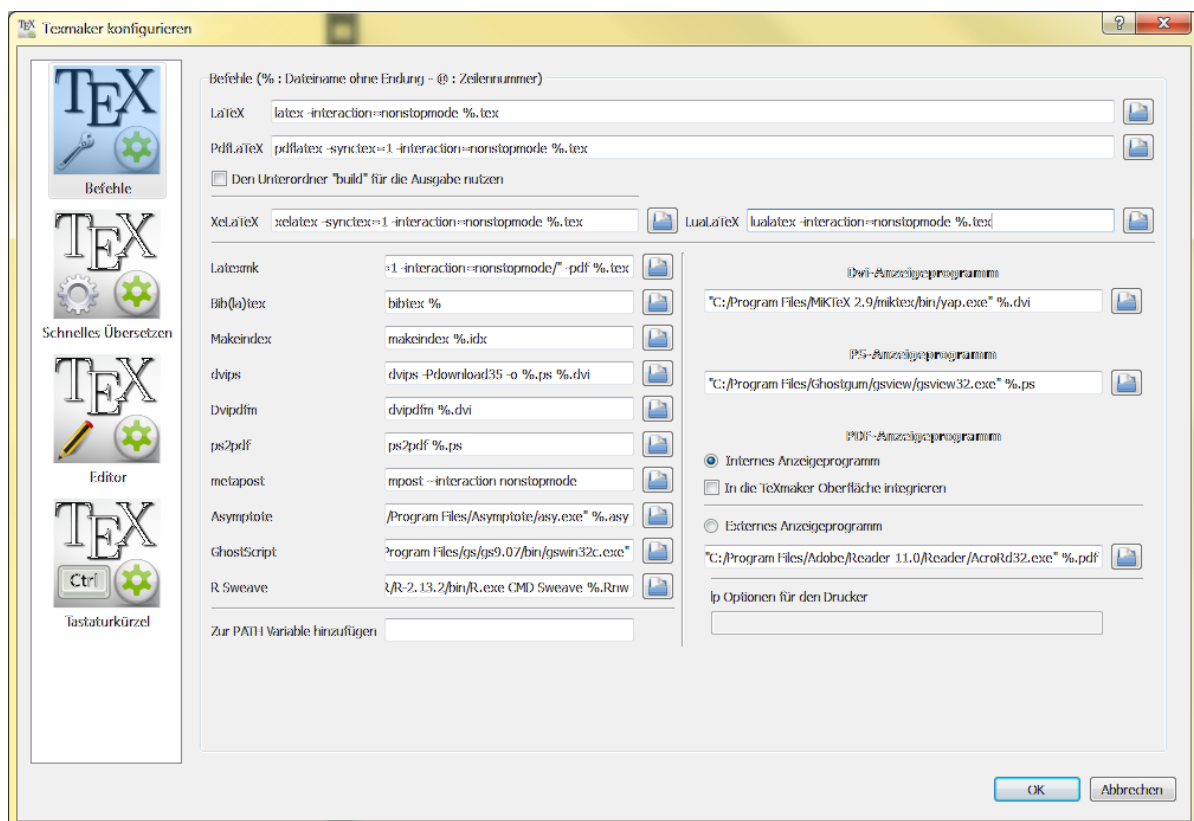 TEX Texmaker konfigurieren
TEX
Befehle
TEX
Schnelles Übersetzen
TEX
Editor
TEX
Ctrl
Tastaturkürzel
Befehle (% : Dateiname ohne Endung - @ : Zeilennummer)
LaTeX latex -interaction=nonstopmode %.tex
PdfLaTeX pdflatex -synctex=1 -interaction=nonstopmode %.tex
Den Unterordner "build" für die Ausgabe nutzen
XeLaTeX xelatex -synctex=1 -interaction=nonstopmode %.tex LuaLaTeX lualatex -interaction=nonstopmode %.tex
Latexmk =1 -interaction=nonstopmode/" -pdf %.tex
Bib(la)tex bibtex %
Makeindex makeindex %.idx
dvips dvips -Pdownload35 -o %.ps %.dvi
Dvipdfm dvipdfm %.dvi
ps2pdf ps2pdf %.ps
metapost mpost --interaction nonstopmode
Asymptote /Program Files/Asymptote/asy.exe" %.asy
GhostScript Program Files/gs/gs9.07/bin/gswin32c.exe"
R Sweave R/R-2.13.2/bin/R.exe CMD Sweave %.Rnw
Zur PATH Variable hinzufügen
Dvi-Anzeigeprogramm
"C:/Program Files/MiKTeX 2.9/miktex/bin/yap.exe" %.dvi
PS-Anzeigeprogramm
"C:/Program Files/Ghostgum/gsview/gsview32.exe" %.ps
PDF-Anzeigeprogramm
Internes Anzeigeprogramm
In die TeXmaker Oberfläche integrieren
Externes Anzeigeprogramm
"C:/Program Files/Adobe/Reader 11.0/Reader/AcroRd32.exe" %.pdf
lp Optionen für den Drucker
OK Abbrechen